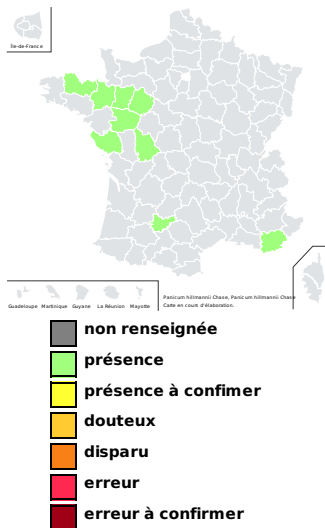 Île-de-France
Guadeloupe Martinique Guyane La Réunion Mayotte
Panicum hillmannii Chase, Panicum hillmannii Chase
Carte en cours d'élaboration.
non renseignée
présence
présence à confimer
douteux
disparu
erreur
erreur à confirmer